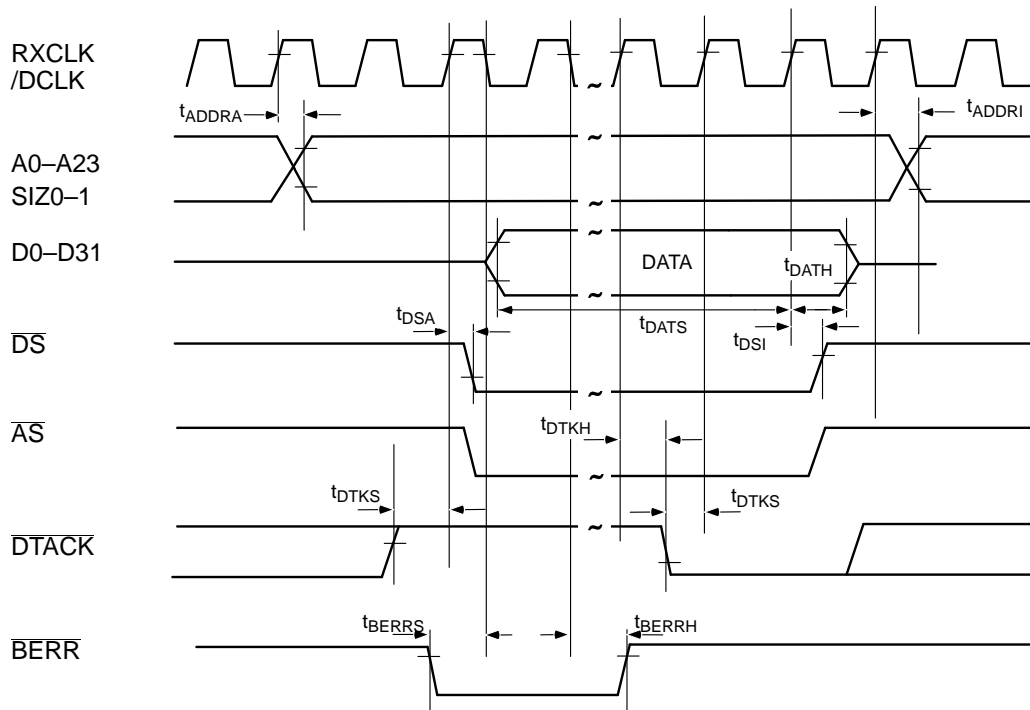 RXCLK
/DCLK
tADDRA
tADDRI
A0–A23
SIZ0–1
D0–D31
DATA
tDATH
tDSA
tDATS
tDSI
DS
AS
tDTKH
tDTKS
tDTKS
DTACK
tBERRS
tBERRH
BERR